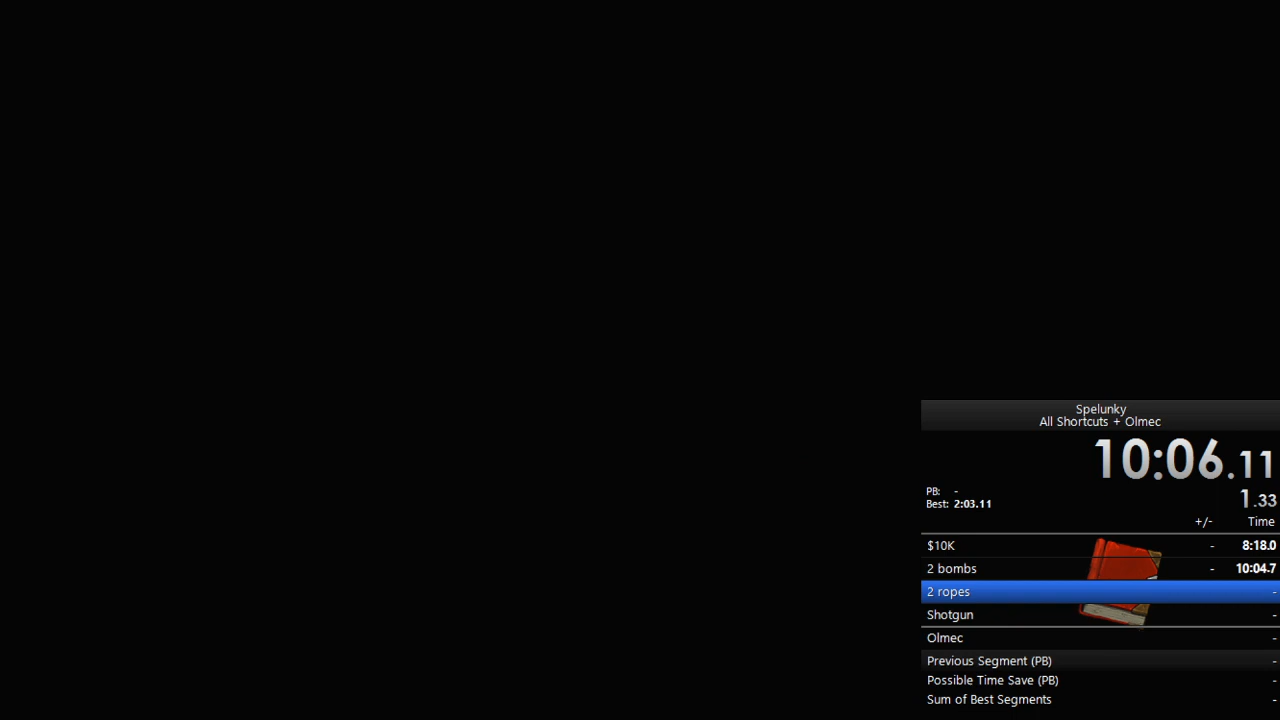 Spelunky
All Shortcuts + Olmec
10:06.11
PB: -
1.33
Best: 2:03.11
+/- Time
$10K - 8:18.0
2 bombs - 10:04.7
2 ropes -
Shotgun -
Olmec -
Previous Segment (PB) -
Possible Time Save (PB) -
Sum of Best Segments -